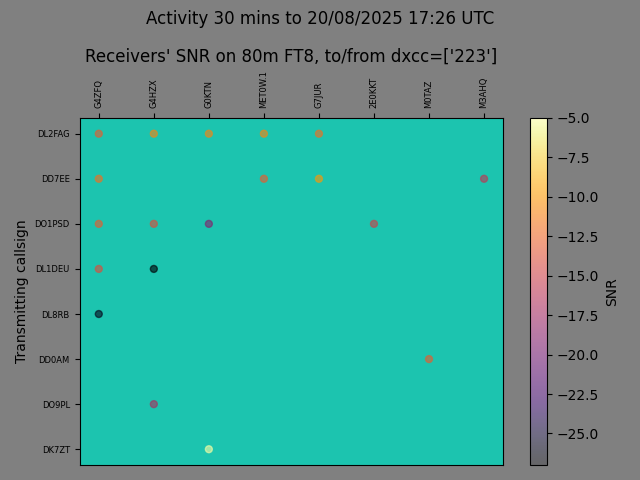 Activity 30 mins to 20/08/2025 17:26 UTC
Receivers' SNR on 80m FT8, to/from dxcc=['223']
G4ZFQ
G4HZX
G0KTN
MET0W.1
G7JUR
2E0KKT
M0TAZ
M3AHQ
DL2FAG
DD7EE
DO1PSD
DL1DEU
DL8RB
DD0AM
DO9PL
DK7ZT
Transmitting callsign
−5.0
−7.5
−10.0
−12.5
−15.0
−17.5
−20.0
−22.5
−25.0
SNR